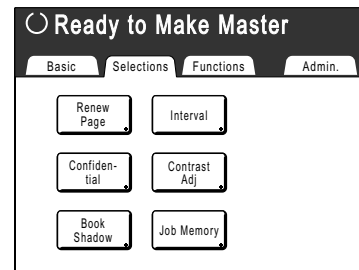 Ready to Make Master
Basic Selections Functions Admin.
Renew
Page
Interval
Confiden-
tial
Contrast
Adj
Book
Shadow
Job Memory